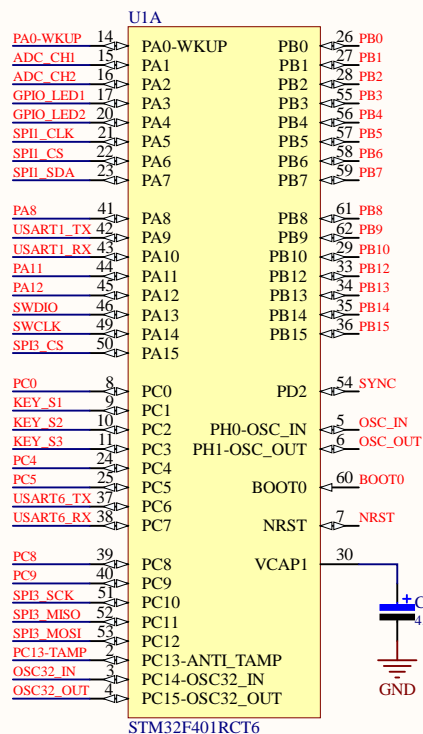 U1A
PA0-WKUP 14 PA0-WKUP PB0 26 PB0
ADC_CH1 15 PA1 PB1 27 PB1
ADC_CH2 16 PA2 PB2 28 PB2
GPIO_LED1 17 PA3 PB3 55 PB3
GPIO_LED2 20 PA4 PB4 56 PB4
SPI1_CLK 21 PA5 PB5 57 PB5
SPI1_CS 22 PA6 PB6 58 PB6
SPI1_SDA 23 PA7 PB7 59 PB7
PA8 41 PA8 PB8 61 PB8
USART1_TX 42 PA9 PB9 62 PB9
USART1_RX 43 PA10 PB10 29 PB10
PA11 44 PA11 PB12 33 PB12
PA12 45 PA12 PB13 34 PB13
SWDIO 46 PA13 PB14 35 PB14
SWCLK 49 PA14 PB15 36 PB15
SPI3_CS 50 PA15
PC0 8 PC0 PD2 54 SYNC
KEY_S1 9 PC1
KEY_S2 10 PC2 PH0-OSC_IN 5 OSC_IN
KEY_S3 11 PC3 PH1-OSC_OUT 6 OSC_OUT
PC4 24 PC4
PC5 25 PC5 BOOT0 60 BOOT0
USART6_TX 37 PC6
USART6_RX 38 PC7 NRST 7 NRST
PC8 39 PC8 VCAP1 30
PC9 40 PC9
SPI3_SCK 51 PC10
SPI3_MISO 52 PC11
SPI3_MOSI 53 PC12
PC13-TAMP 2 PC13-ANTI_TAMP
OSC32_IN 3 PC14-OSC32_IN
OSC32_OUT 4 PC15-OSC32_OUT
+
4
GND
STM32F401RCT6